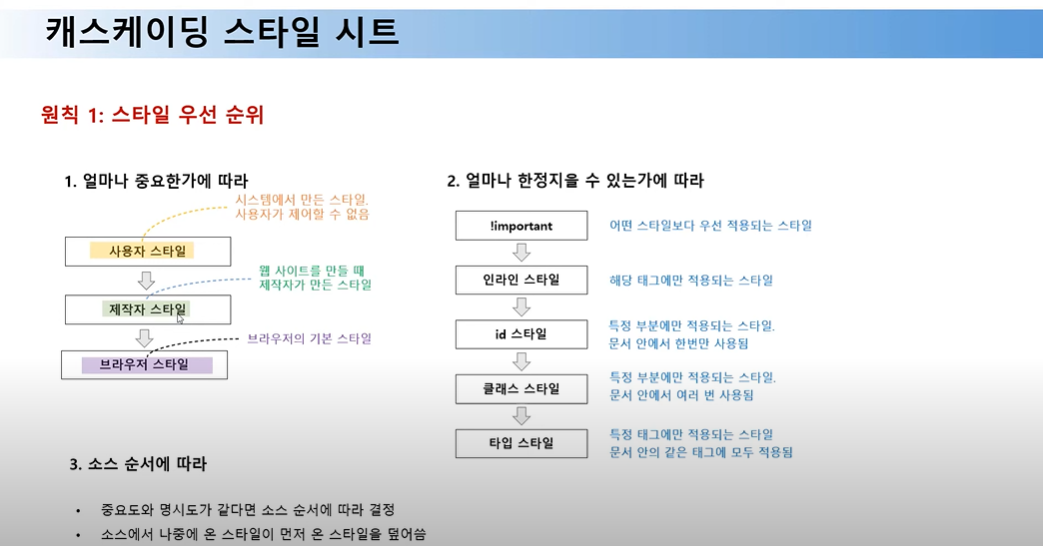 캐스케이딩 스타일 시트
원칙 1: 스타일 우선 순위
1. 얼마나 중요한가에 따라
시스템에서 만든 스타일.
사용자가 제어할 수 없음
사용자 스타일
웹 사이트를 만들 때
제작자가 만든 스타일
제작자 스타일
브라우저의 기본 스타일
브라우저 스타일
2. 얼마나 한정지을 수 있는가에 따라
!important
어떤 스타일보다 우선 적용되는 스타일
인라인 스타일
해당 태그에만 적용되는 스타일
id 스타일
특정 부분에만 적용되는 스타일.
문서 안에서 한번만 사용됨
클래스 스타일
특정 부분에만 적용되는 스타일.
문서 안에서 여러 번 사용됨
타입 스타일
특정 태그에만 적용되는 스타일
문서 안의 같은 태그에 모두 적용됨
3. 소스 순서에 따라
• 중요도와 명시도가 같다면 소스 순서에 따라 결정
• 소스에서 나중에 온 스타일이 먼저 온 스타일을 덮어씀